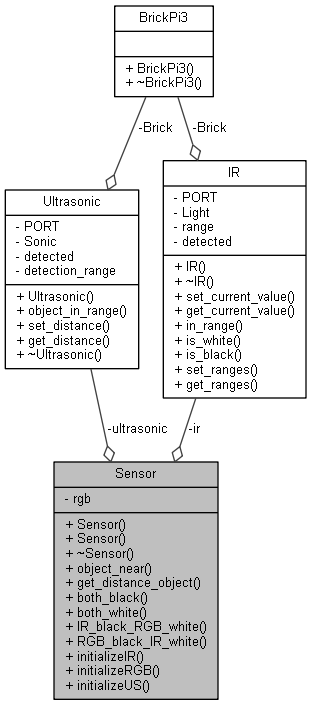 BrickPi3
+ BrickPi3()
+ ~BrickPi3()
-Brick
-Brick
Ultrasonic
- PORT
- Sonic
- detected
- detection_range
+ Ultrasonic()
+ object_in_range()
+ set_distance()
+ get_distance()
+ ~Ultrasonic()
IR
- PORT
- Light
- range
- detected
+ IR()
+ ~IR()
+ set_current_value()
+ get_current_value()
+ in_range()
+ is_white()
+ is_black()
+ set_ranges()
+ get_ranges()
-ultrasonic
-ir
Sensor
- rgb
+ Sensor()
+ Sensor()
+ ~Sensor()
+ object_near()
+ get_distance_object()
+ both_black()
+ both_white()
+ IR_black_RGB_white()
+ RGB_black_IR_white()
+ initializeIR()
+ initializeRGB()
+ initializeUS()